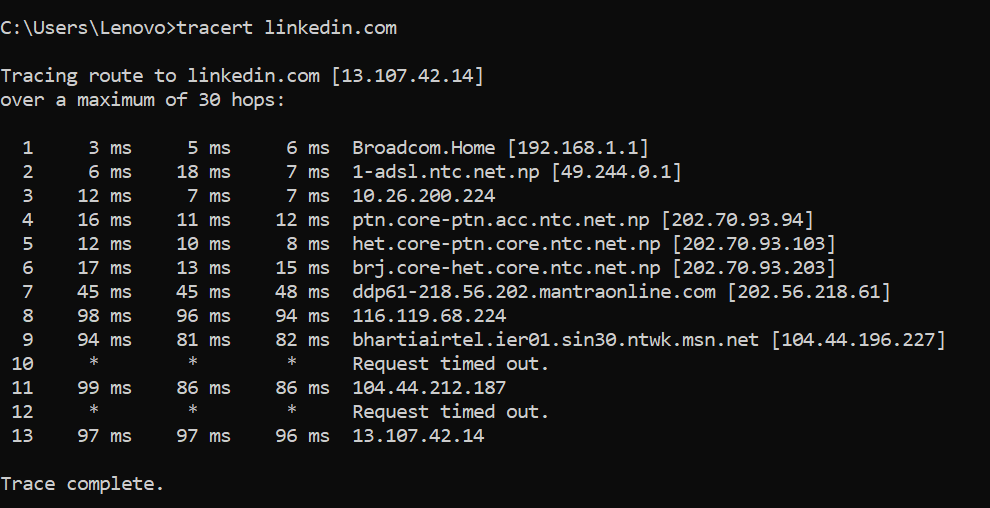 C:\Users\Lenovo>tracert linkedin.com
Tracing route to linkedin.com [13.107.42.14]
over a maximum of 30 hops:
1 3 ms 5 ms 6 ms Broadcom.Home [192.168.1.1]
2 6 ms 18 ms 7 ms 1-adsl.ntc.net.np [49.244.0.1]
3 12 ms 7 ms 7 ms 10.26.200.224
4 16 ms 11 ms 12 ms ptn.core-ptn.acc.ntc.net.np [202.70.93.94]
5 12 ms 10 ms 8 ms het.core-ptn.core.ntc.net.np [202.70.93.103]
6 17 ms 13 ms 15 ms brj.core-het.core.ntc.net.np [202.70.93.203]
7 45 ms 45 ms 48 ms ddp61-218.56.202.mantraonline.com [202.56.218.61]
8 98 ms 96 ms 94 ms 116.119.68.224
9 94 ms 81 ms 82 ms bhartiairtel.ier01.sin30.ntwk.msn.net [104.44.196.227]
10 * * * Request timed out.
11 99 ms 86 ms 86 ms 104.44.212.187
12 * * * Request timed out.
13 97 ms 97 ms 96 ms 13.107.42.14
Trace complete.